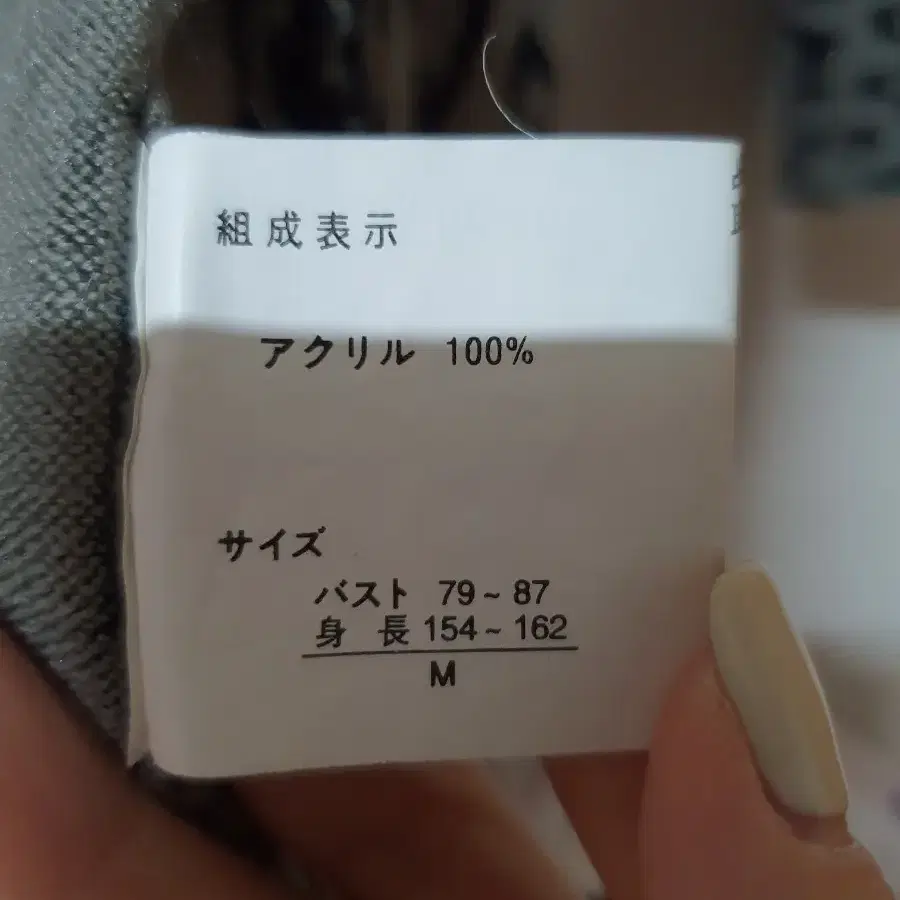 組成表示
アクリル 100%
サイズ
バスト 79~87
身 長 154~162
M